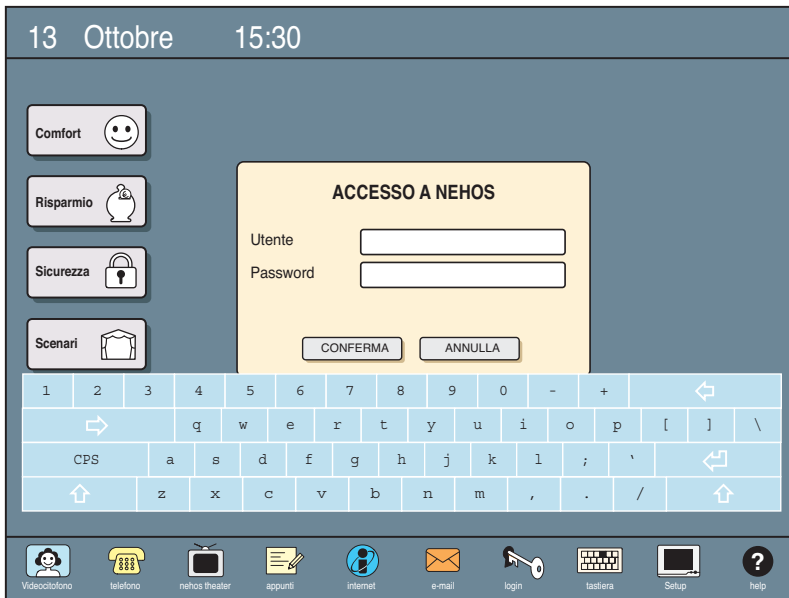 13 Ottobre 15:30
Comfort
Risparmio
Sicurezza
Scenari
ACCESSO A NEHOS
Utente
Password
CONFERMA ANNULLA
1 2 3 4 5 6 7 8 9 0 - +
q w e r t y u i o p [ ] \
CPS a s d f g h j k l ; ‘
z x c v b n m , . /
Videocitofono telefono nehos theater appunti internet e-mail login tastiera Setup help